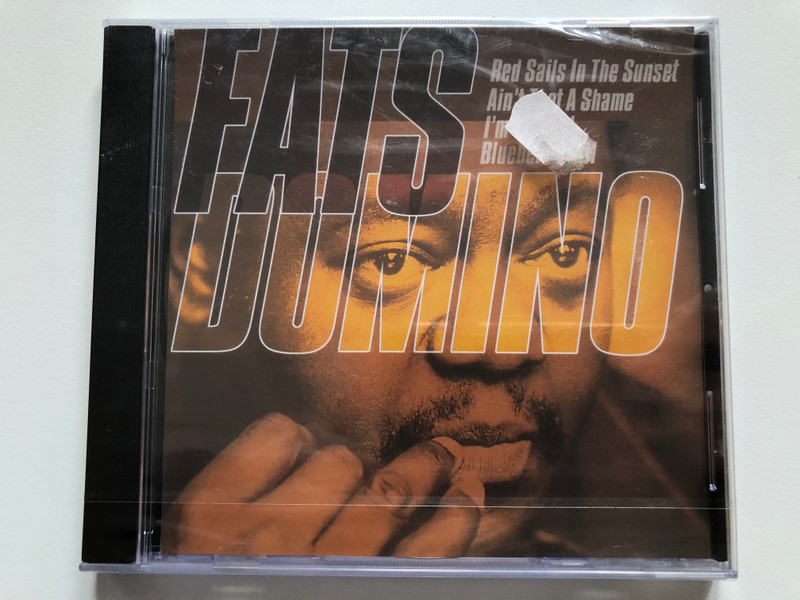 FATS
DOMINO
Red Sails In The Sunset
Ain't A Shame
I'm